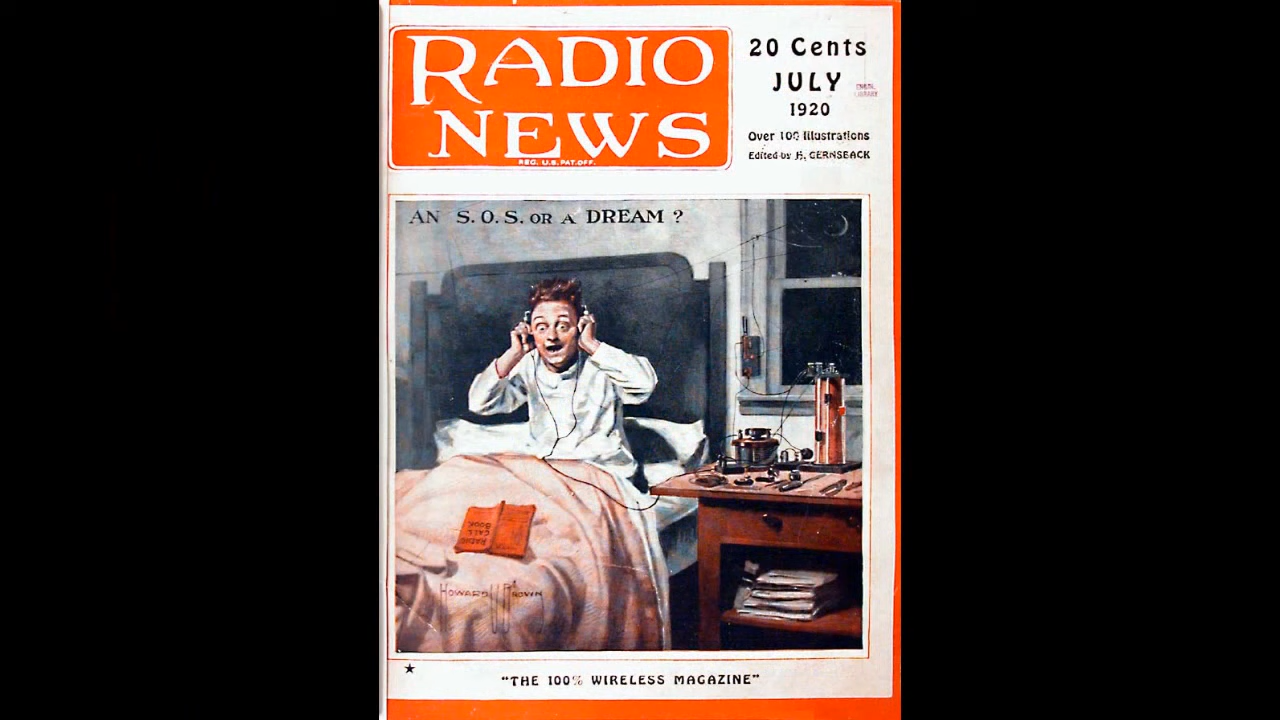 RADIO
NEWS
REG. U.S. PAT. OFF.
20 Cents
JULY
1920
Over 100 Illustrations
Edited by H. GERNSBACK
AN S.O.S. OR A DREAM?
RADIO
CALL
BOOK
HOWARD V. BROWN
"THE 100% WIRELESS MAGAZINE"